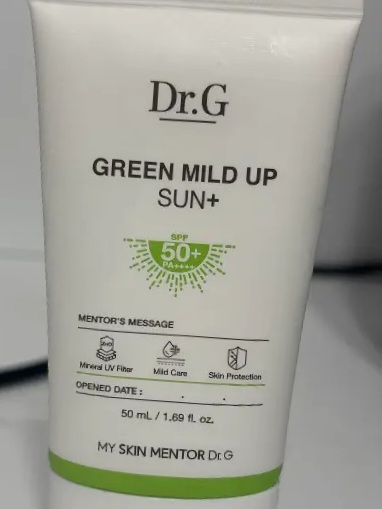 Dr.G
GREEN MILD UP
SUN+
SPF
50+
PA++++
MENTOR'S MESSAGE
Mineral UV Filter
Mild Care
Skin Protection
OPENED DATE : . .
50 mL / 1.69 fl. oz.
MY SKIN MENTOR Dr.G